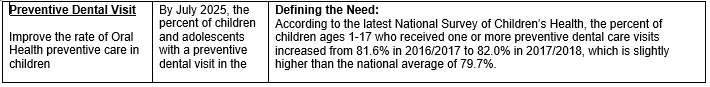 Preventive Dental Visit
Improve the rate of Oral
Health preventive care in
children
By July 2025, the
percent of children
and adolescents
with a preventive
dental visit in the
Defining the Need:
According to the latest National Survey of Children's Health, the percent of
children ages 1-17 who received one or more preventive dental care visits
increased from 81.6% in 2016/2017 to 82.0% in 2017/2018, which is slightly
higher than the national average of 79.7%.